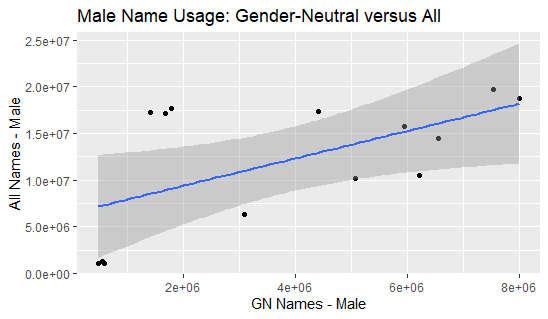 Male Name Usage: Gender-Neutral versus All
2.5e+07
2.0e+07
1.5e+07
1.0e+07
5.0e+06
0.0e+00
All Names - Male
2e+06 4e+06 6e+06 8e+06
GN Names - Male